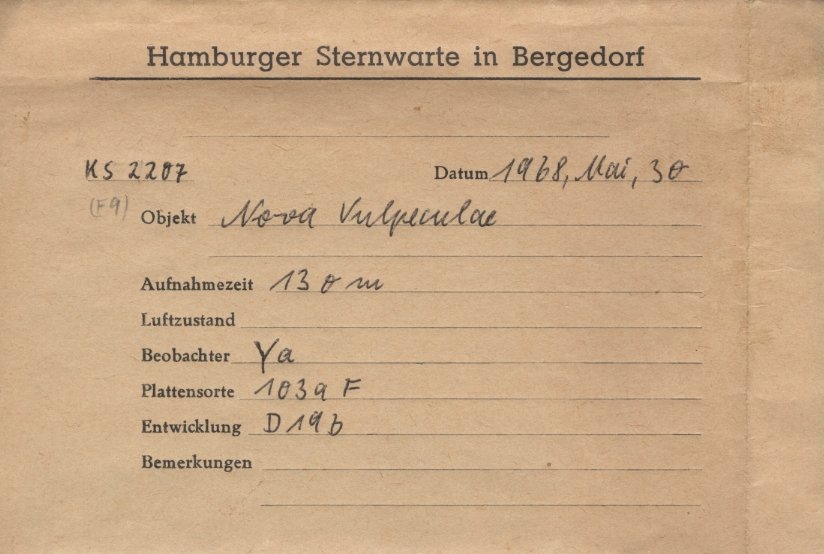 Hamburger Sternwarte in Bergedorf
KS 2207 Datum 1968, Mai, 30
(F9) Objekt Nova Vulpeculae
Aufnahmezeit 130 m
Luftzustand
Beobachter Ya
Plattensorte 103a F
Entwicklung D19b
Bemerkungen